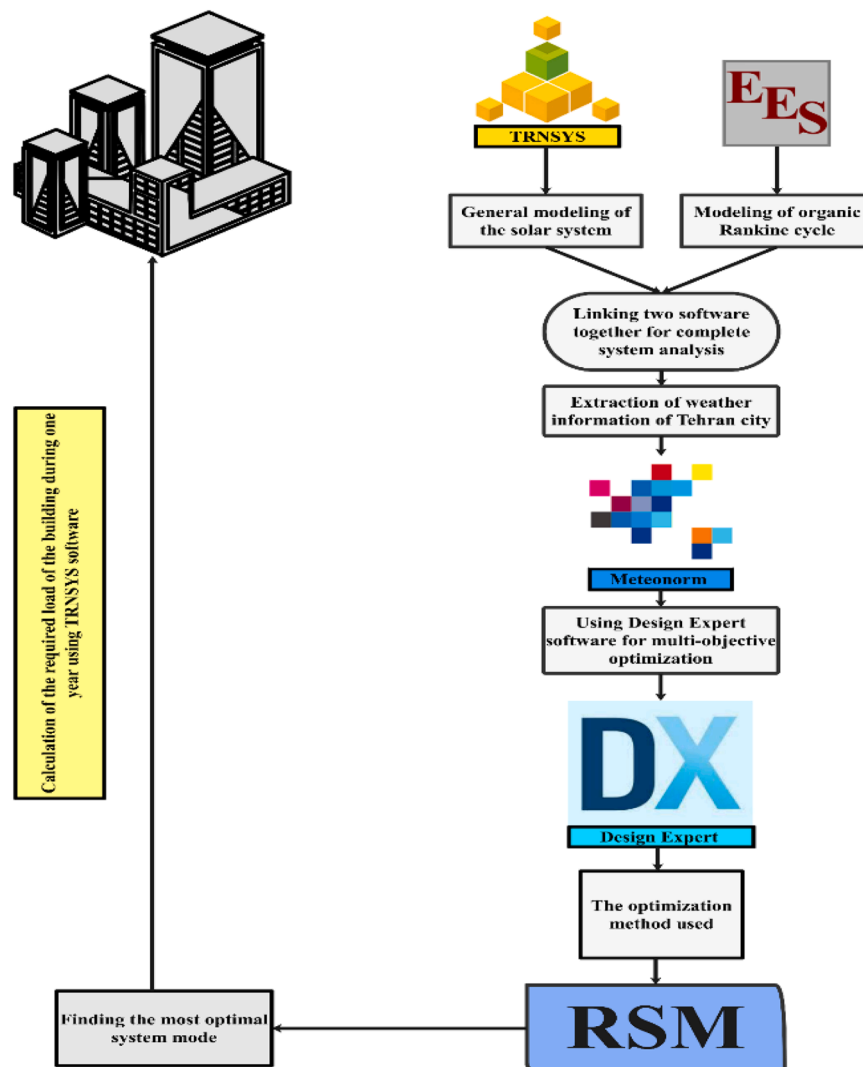 EES
TRNSYS
General modeling of
the solar system
Modeling of organic
Rankine cycle
Linking two software
together for complete
system analysis
Extraction of weather
information of Tehran city
Meteonorm
Using Design Expert
software for multi-objective
optimization
DX
Design Expert
The optimization
method used
RSM
Finding the most optimal
system mode
Calculation of the required load of the building during one
year using TRNSYS software